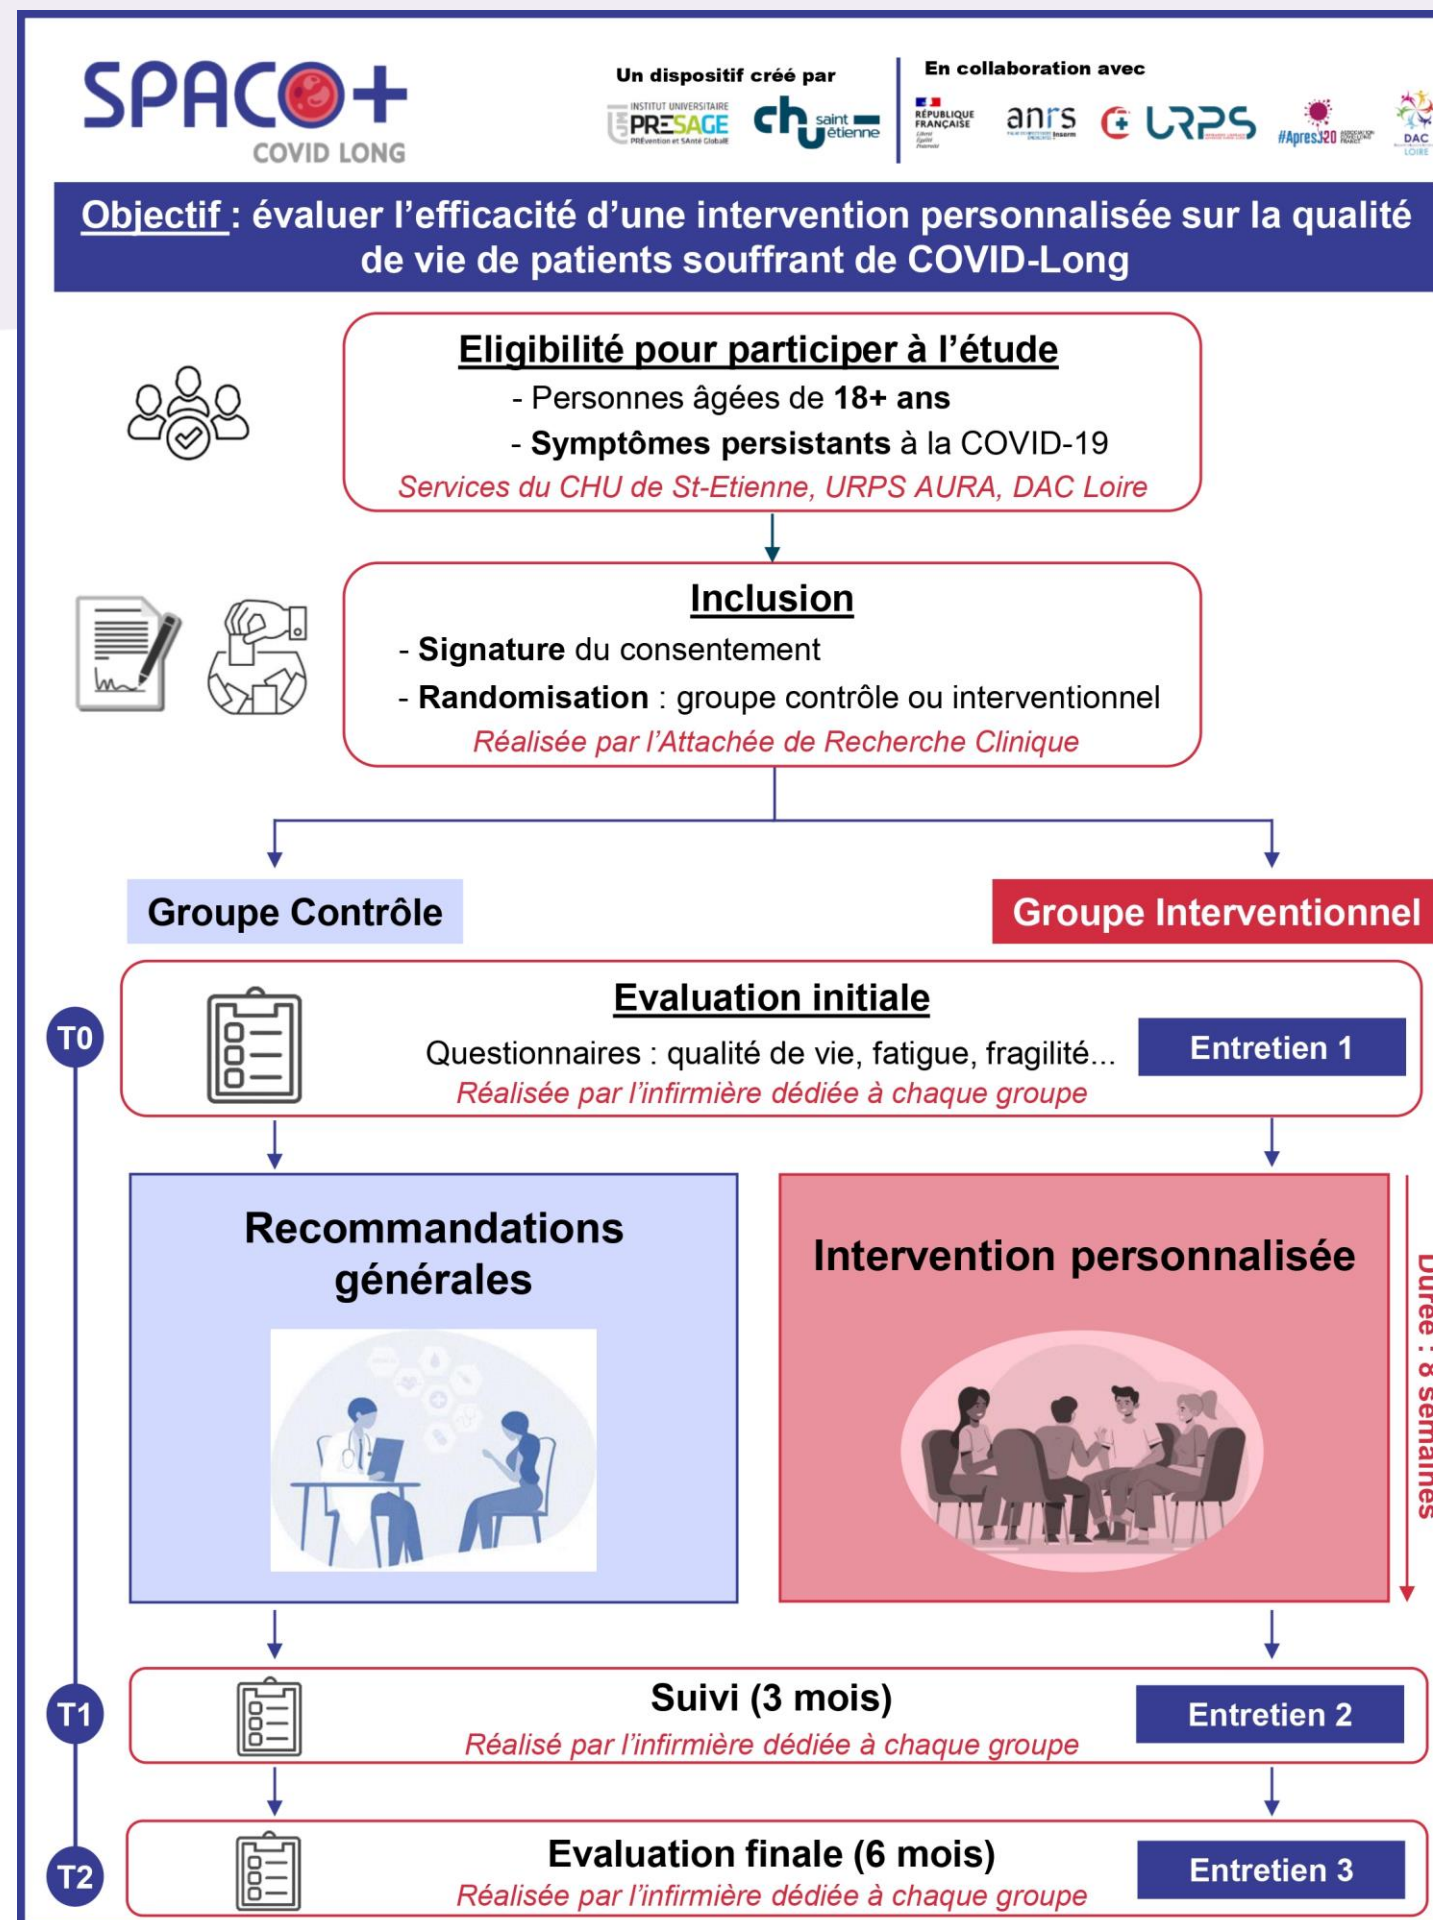 SPACO+
COVID LONG
Un dispositif créé par
UJM
INSTITUT UNIVERSITAIRE
PRESAGE
PRÉvention et SAnté GlobalE
chu saint étienne
En collaboration avec
RÉPUBLIQUE
FRANÇAISE
Liberté
Égalité
Fraternité
anrs
Inserm
URPS
#ApresJ20
DAC
LOIRE
Objectif : évaluer l’efficacité d’une intervention personnalisée sur la qualité
de vie de patients souffrant de COVID-Long
Eligibilité pour participer à l’étude
- Personnes âgées de 18+ ans
- Symptômes persistants à la COVID-19
Services du CHU de St-Etienne, URPS AURA, DAC Loire
Inclusion
- Signature du consentement
- Randomisation : groupe contrôle ou interventionnel
Réalisée par l’Attachée de Recherche Clinique
Groupe Contrôle
Groupe Interventionnel
T0
Evaluation initiale
Questionnaires : qualité de vie, fatigue, fragilité...
Réalisée par l’infirmière dédiée à chaque groupe
Entretien 1
Recommandations
générales
Intervention personnalisée
Durée : 8 semaines
T1
Suivi (3 mois)
Réalisé par l’infirmière dédiée à chaque groupe
Entretien 2
T2
Evaluation finale (6 mois)
Réalisée par l’infirmière dédiée à chaque groupe
Entretien 3